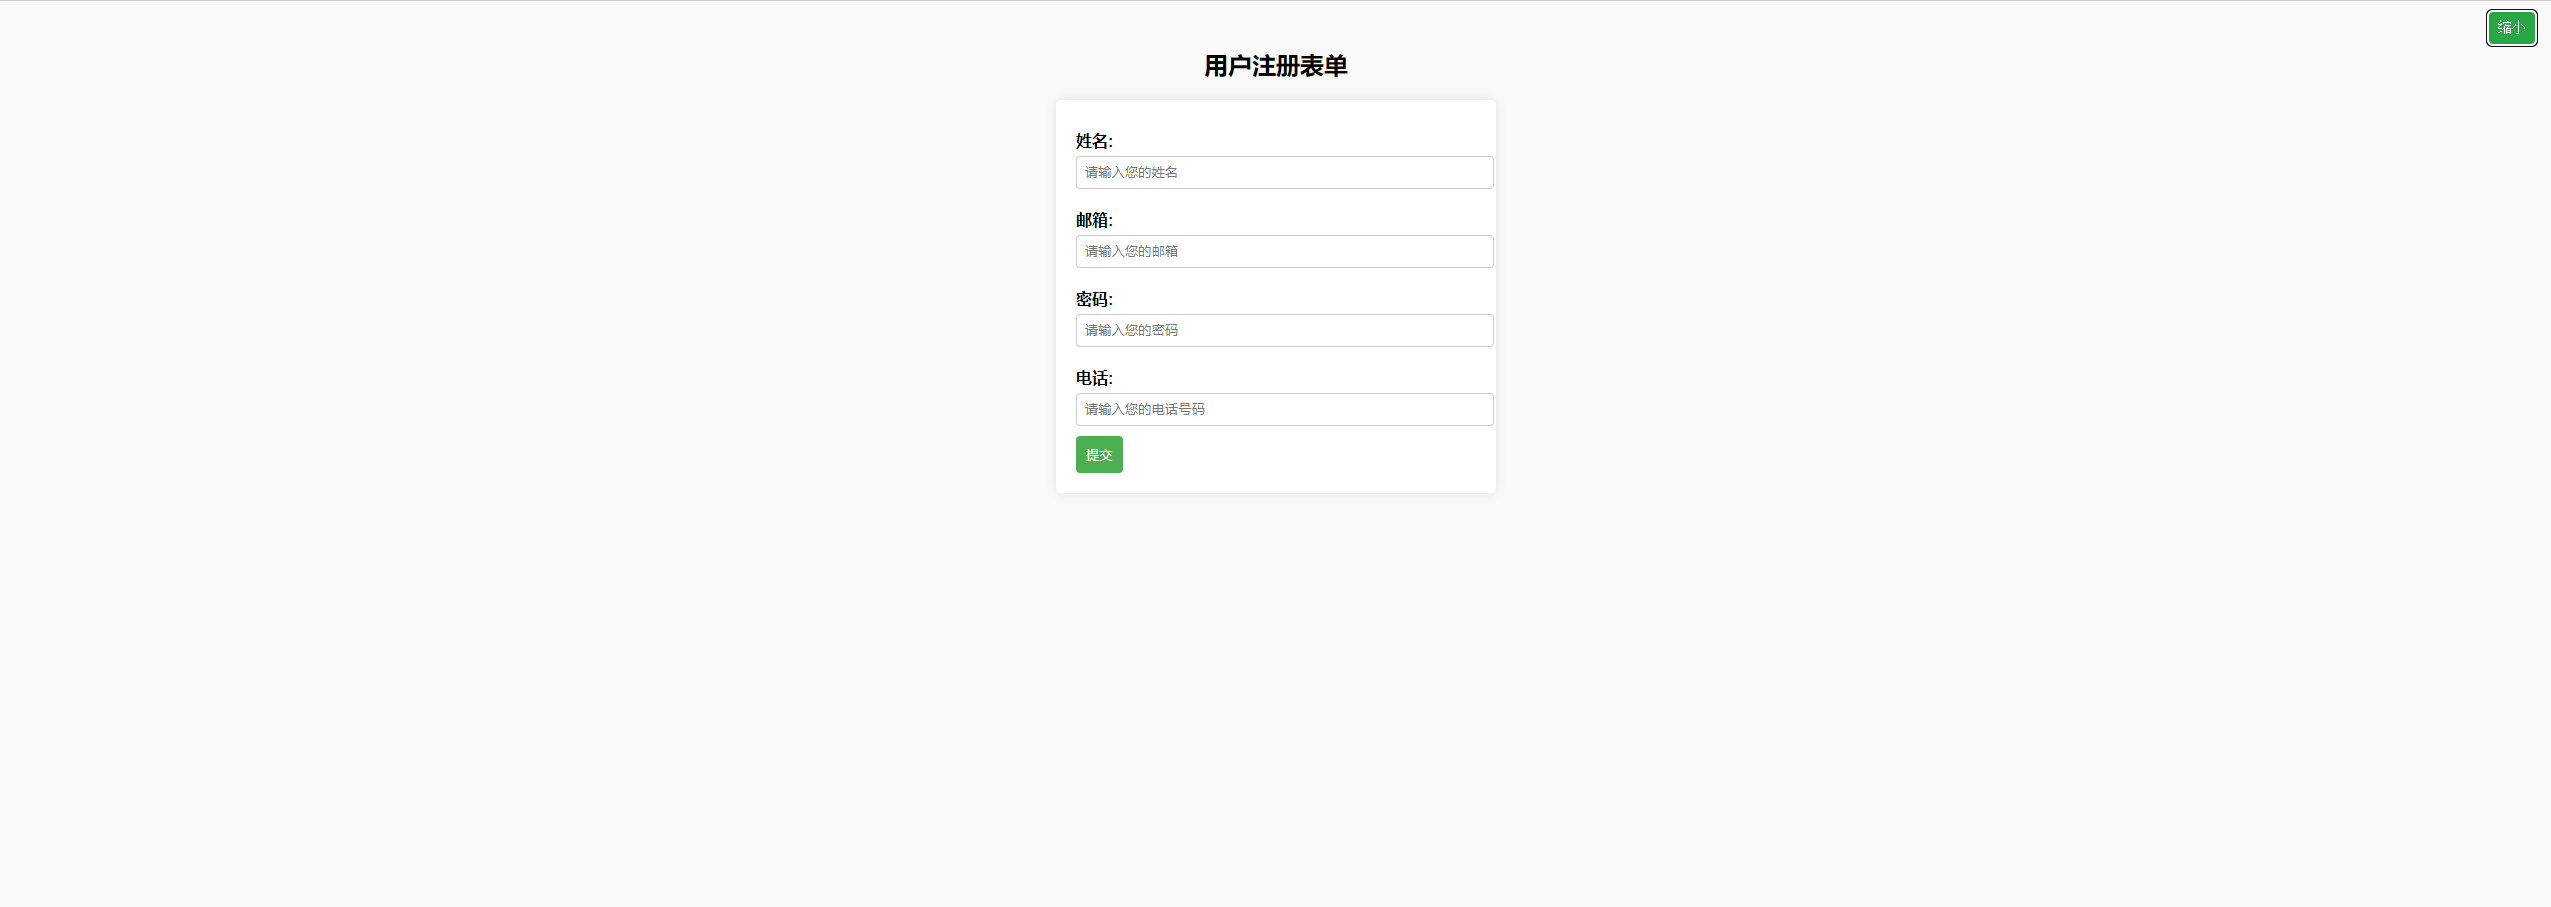 缩小
用户注册表单
姓名:
请输入您的姓名
邮箱:
请输入您的邮箱
密码:
请输入您的密码
电话:
请输入您的电话号码
提交